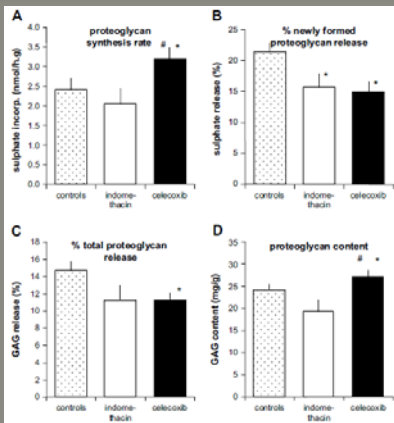 A
proteoglycan
synthesis rate
sulphate incorp. (nmol/h.g)
4.0
3.5
3.0
2.5
2.0
1.5
1.0
0.5
0.0
# *
controls
indome-
thacin
celecoxib
B
% newly formed
proteoglycan release
sulphate release (%)
25
20
15
10
5
0
*
*
controls
indome-
thacin
celecoxib
C
% total proteoglycan
release
GAG release (%)
18
16
14
12
10
8
6
4
2
0
*
controls
indome-
thacin
celecoxib
D
proteoglycan content
GAG content (mg/g)
35
30
25
20
15
10
5
0
# *
controls
indome-
thacin
celecoxib